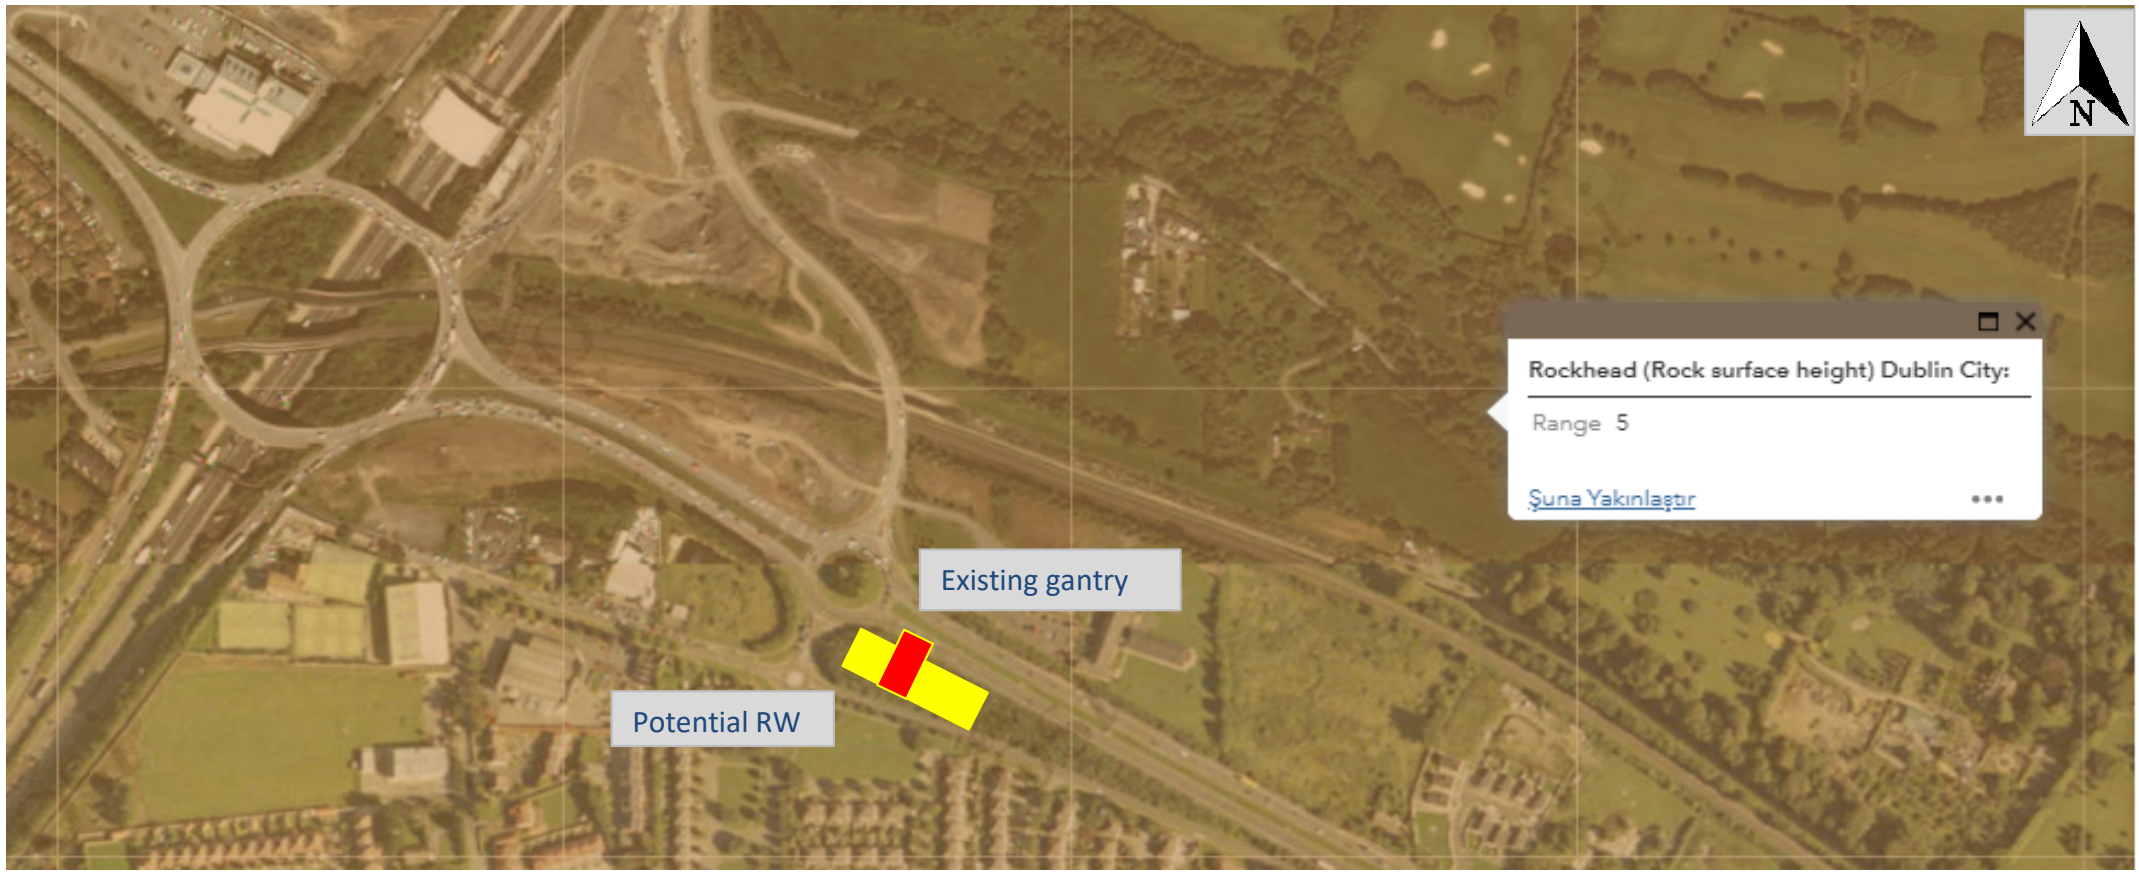 N
Rockhead (Rock surface height) Dublin City:
Range 5
Şuna Yakınlaştır
Existing gantry
Potential RW